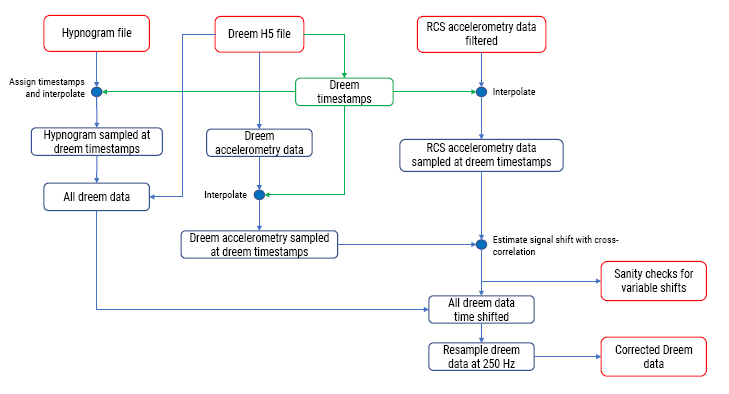 Hypnogram file
Dreem H5 file
RCS accelerometry data
filtered
Assign timestamps
and interpolate
Dreem
timestamps
Interpolate
Hypnogram sampled at
dreem timestamps
Dreem
accelerometry data
RCS accelerometry data
sampled at dreem timestamps
All dreem data
Interpolate
Dreem accelerometry sampled
at dreem timestamps
Estimate signal shift with cross-
correlation
Sanity checks for
variable shifts
All dreem data
time shifted
Resample dreem
data at 250 Hz
Corrected Dreem
data